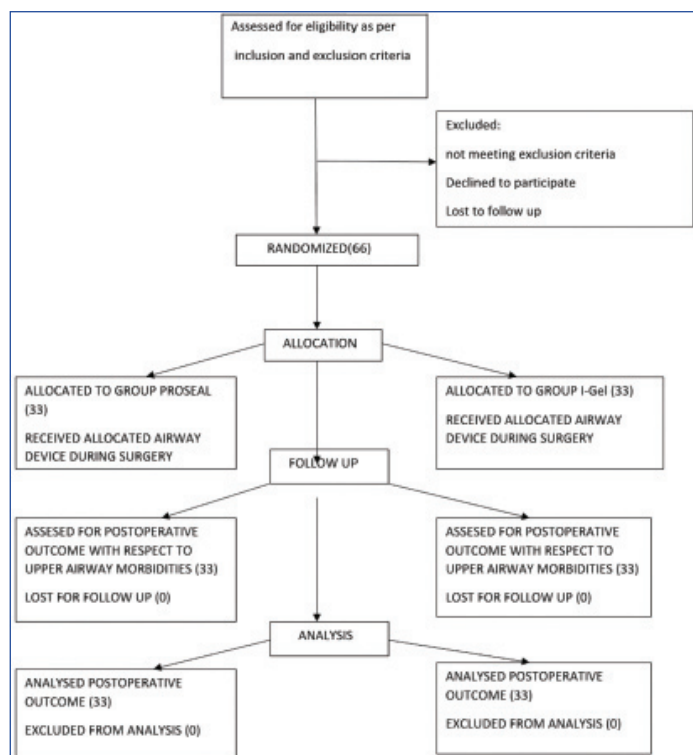 Assessed for eligibility as per
inclusion and exclusion criteria
Excluded:
not meeting exclusion criteria
Declined to participate
Lost to follow up
RANDOMIZED(66)
ALLOCATION
ALLOCATED TO GROUP PROSEAL
(33)
RECEIVED ALLOCATED AIRWAY
DEVICE DURING SURGERY
ALLOCATED TO GROUP I-Gel (33)
RECEIVED ALLOCATED AIRWAY
DEVICE DURING SURGERY
FOLLOW UP
ASSESED FOR POSTOPERATIVE
OUTCOME WITH RESPECT TO
UPPER AIRWAY MORBIDITIES (33)
LOST FOR FOLLOW UP (0)
ASSESED FOR POSTOPERATIVE
OUTCOME WITH RESPECT TO
UPPER AIRWAY MORBIDITIES (33)
LOST FOR FOLLOW UP (0)
ANALYSIS
ANALYSED POSTOPERATIVE
OUTCOME (33)
EXCLUDED FROM ANALYSIS (0)
ANALYSED POSTOPERATIVE
OUTCOME (33)
EXCLUDED FROM ANALYSIS (0)